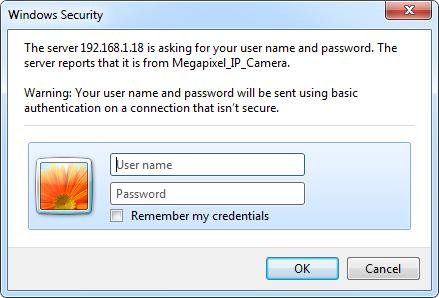 Windows Security
The server 192.168.1.18 is asking for your user name and password. The
server reports that it is from Megapixel_IP_Camera.
Warning: Your user name and password will be sent using basic
authentication on a connection that isn't secure.
User name
Password
Remember my credentials
OK
Cancel